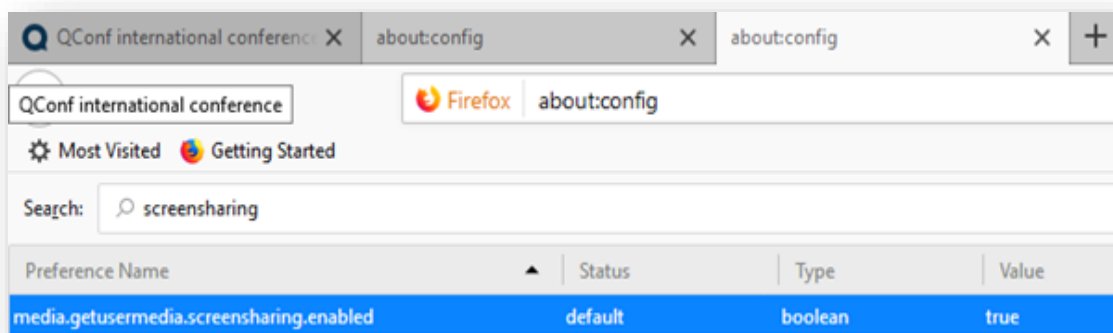 QConf international conference about:config about:config
QConf international conference
Firefox about:config
Most Visited Getting Started
Search: screensharing
Preference Name Status Type Value
media.getusermedia.screensharing.enabled default boolean true